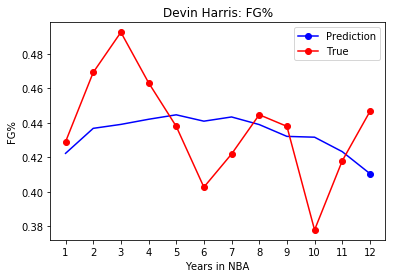 Devin Harris: FG%
Prediction
True
FG%
0.48
0.46
0.44
0.42
0.40
0.38
1 2 3 4 5 6 7 8 9 10 11 12
Years in NBA